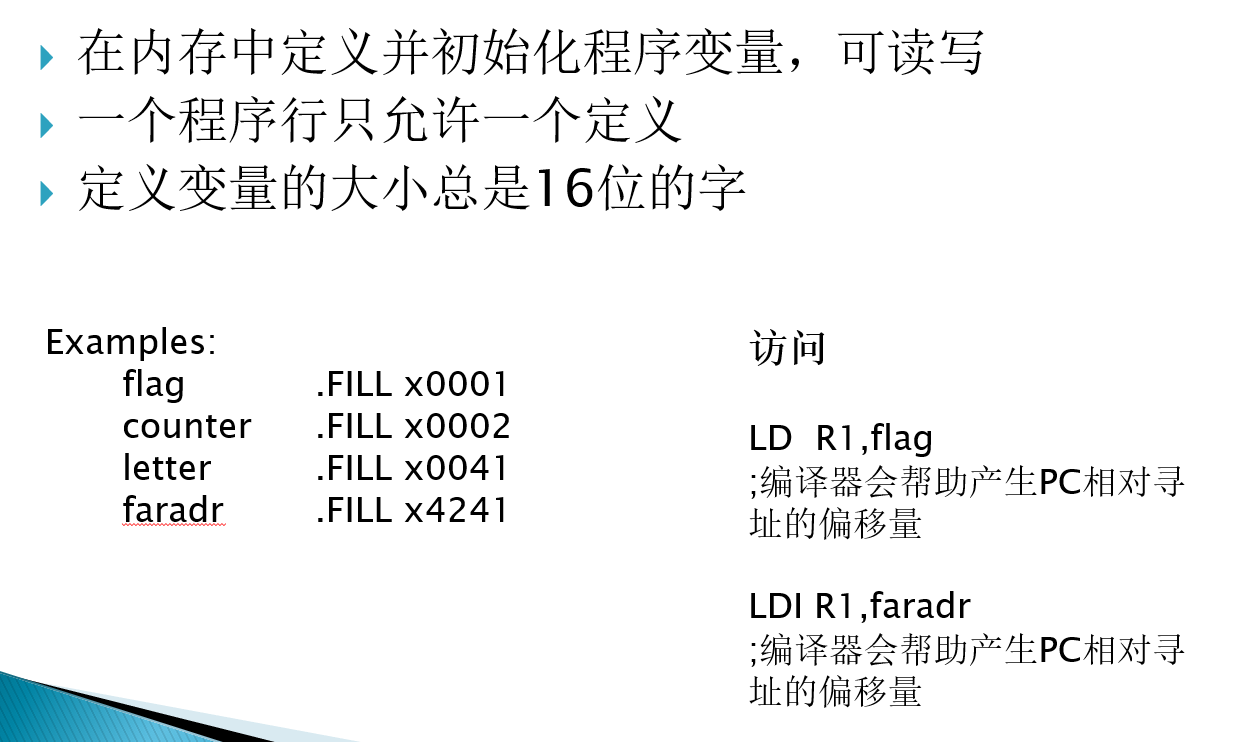 在内存中定义并初始化程序变量，可读写
一个程序行只允许一个定义
定义变量的大小总是16位的字
Examples:
flag .FILL x0001
counter .FILL x0002
letter .FILL x0041
faradr .FILL x4241
访问
LD R1,flag
;编译器会帮助产生PC相对寻
址的偏移量
LDI R1,faradr
;编译器会帮助产生PC相对寻
址的偏移量